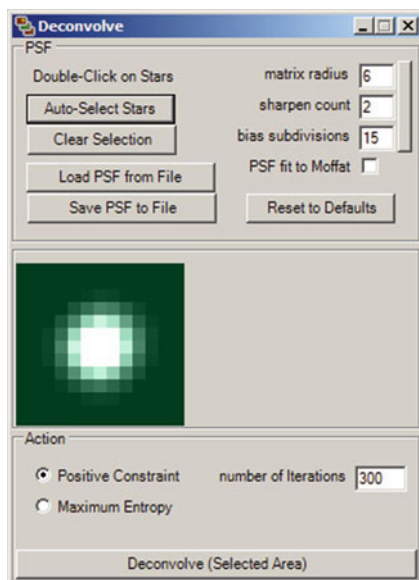 Deconvolve
PSF
Double-Click on Stars
Auto-Select Stars
Clear Selection
Load PSF from File
Save PSF to File
matrix radius 6
sharpen count 2
bias subdivisions 15
PSF fit to Moffat
Reset to Defaults
Action
Positive Constraint
Maximum Entropy
number of Iterations 300
Deconvolve (Selected Area)